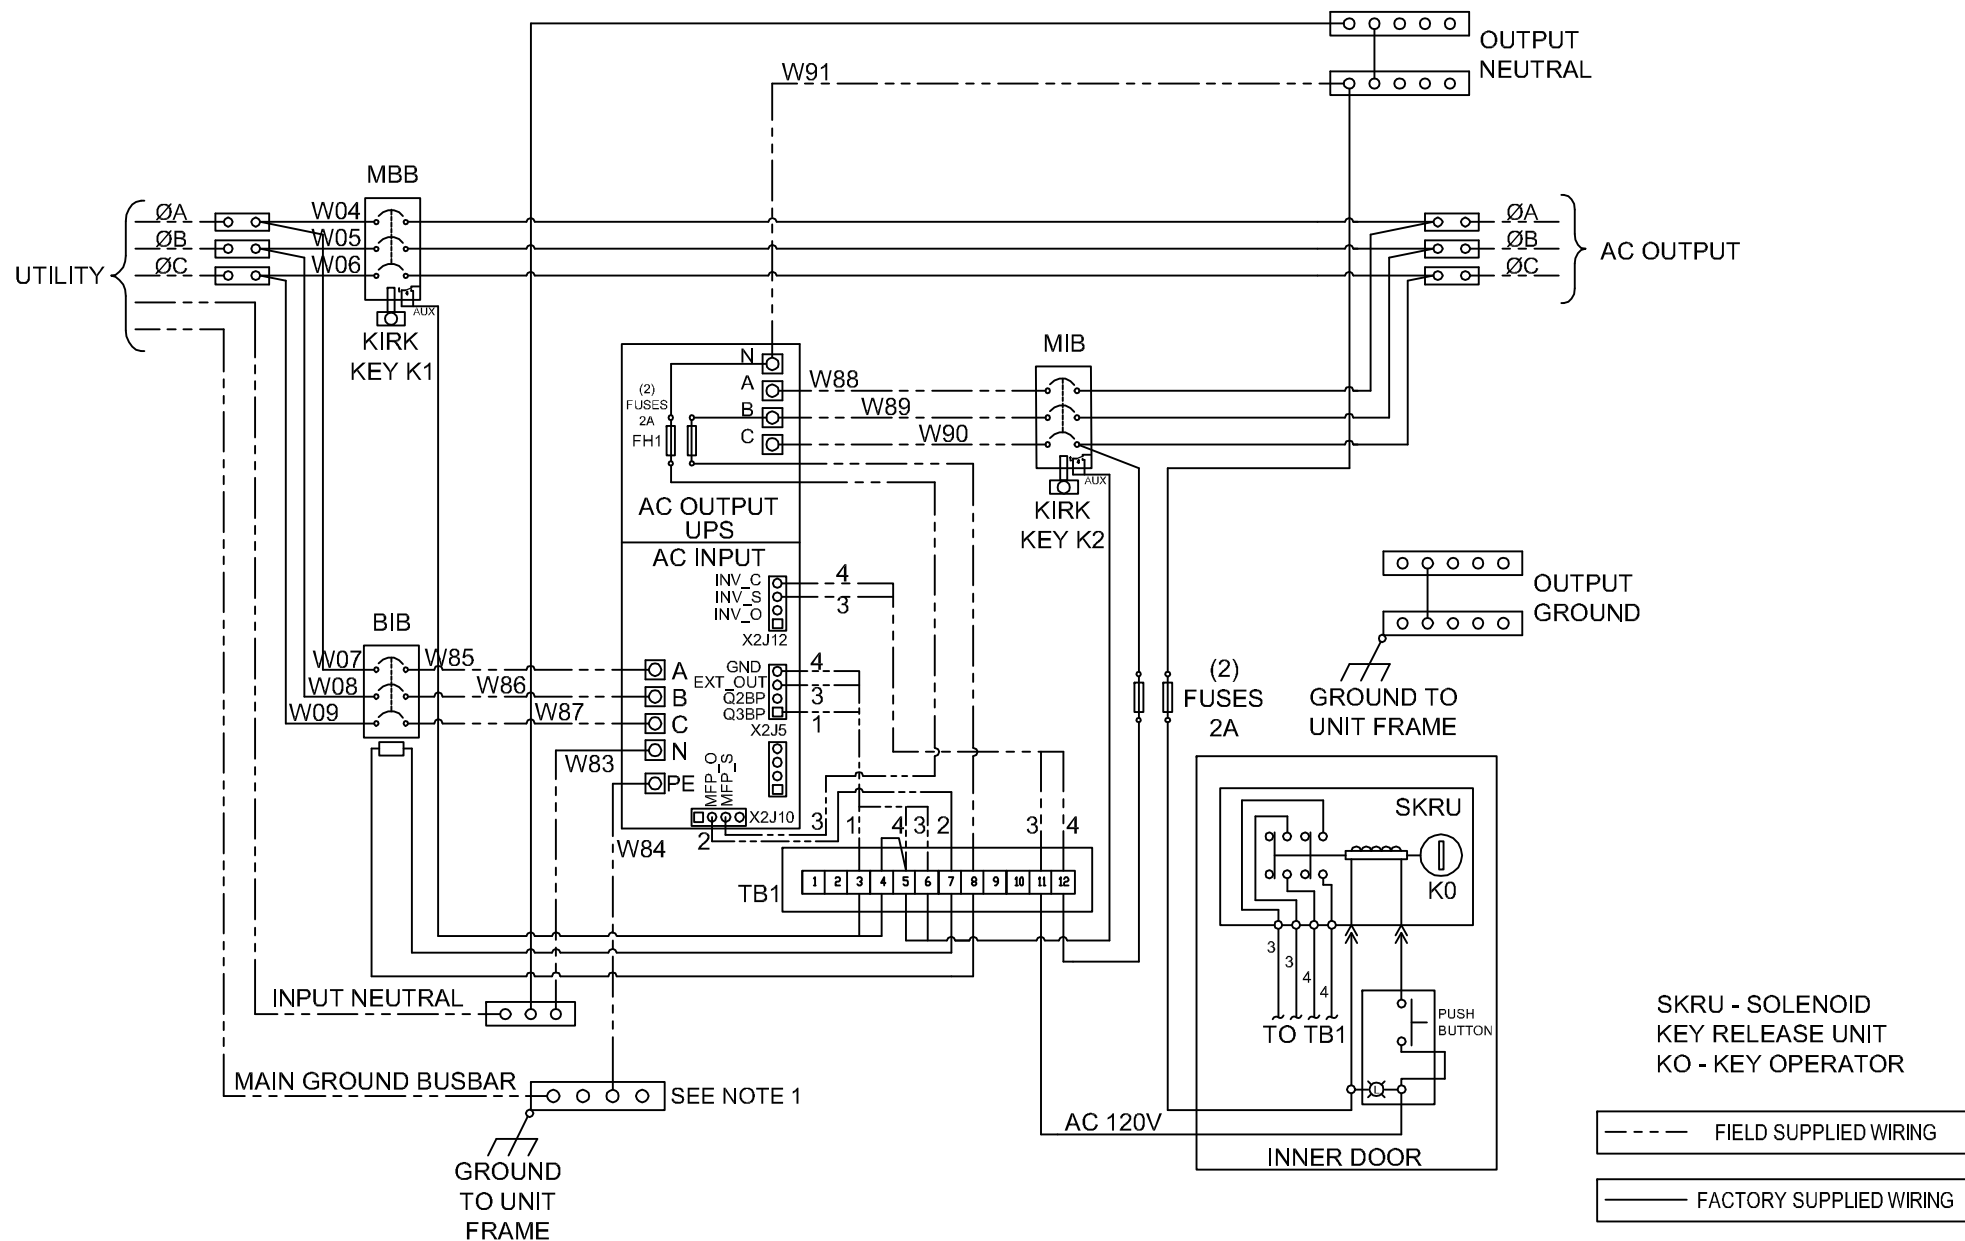 OUTPUT
NEUTRAL
W91
MBB
ØA
ØB
ØC
UTILITY
W04
W05
W06
AUX
KIRK
KEY K1
ØA
ØB
ØC
AC OUTPUT
N
A
B
C
(2)
FUSES
2A
FH1
W88
W89
W90
MIB
AUX
KIRK
KEY K2
AC OUTPUT
UPS
AC INPUT
INV_C
INV_S
INV_O
X2J12
4
3
GND
EXT_OUT
Q2BP
Q3BP
X2J5
4
3
1
BIB
W07
W08
W09
W85
W86
W87
A
B
C
N
PE
W83
W84
MFP_O
MFP_S
X2J10
2
3
1
4
3
2
3
4
TB1
1 2 3 4 5 6 7 8 9 10 11 12
(2)
FUSES
2A
OUTPUT
GROUND
GROUND TO
UNIT FRAME
SKRU
K0
3
3
4
4
TO TB1
PUSH
BUTTON
L
AC 120V
INNER DOOR
INPUT NEUTRAL
MAIN GROUND BUSBAR
SEE NOTE 1
GROUND
TO UNIT
FRAME
SKRU - SOLENOID
KEY RELEASE UNIT
KO - KEY OPERATOR
FIELD SUPPLIED WIRING
FACTORY SUPPLIED WIRING